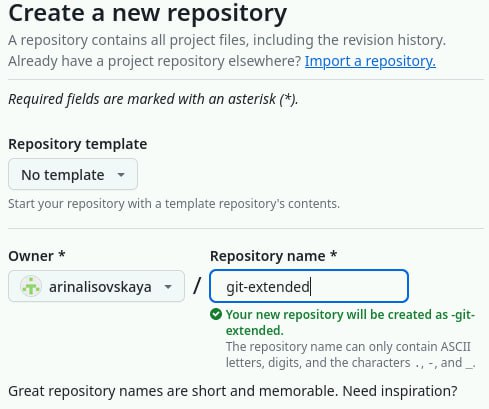 Create a new repository
A repository contains all project files, including the revision history.
Already have a project repository elsewhere? Import a repository.
Required fields are marked with an asterisk (*).
Repository template
No template
Start your repository with a template repository's contents.
Owner * Repository name *
arinalisovskaya / git-extended
Your new repository will be created as -git-
extended.
The repository name can only contain ASCII
letters, digits, and the characters ., -, and _.
Great repository names are short and memorable. Need inspiration?